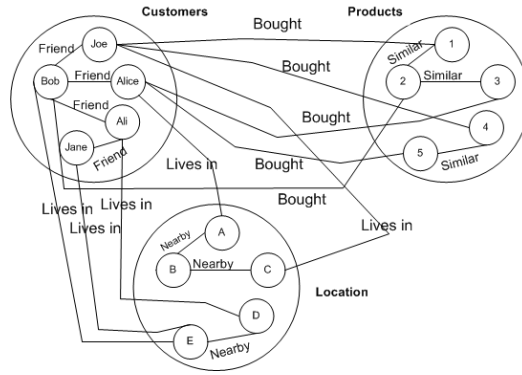 Customers
Products
Bought
Joe
1
Friend
Similar
Bought
Bob
Friend
Alice
2
Similar
3
Friend
Ali
Bought
4
Jane
Friend
5
Similar
Lives in
Bought
Bought
Lives in
Lives in
Lives in
Lives in
A
Nearby
B
Nearby
C
Location
D
E
Nearby